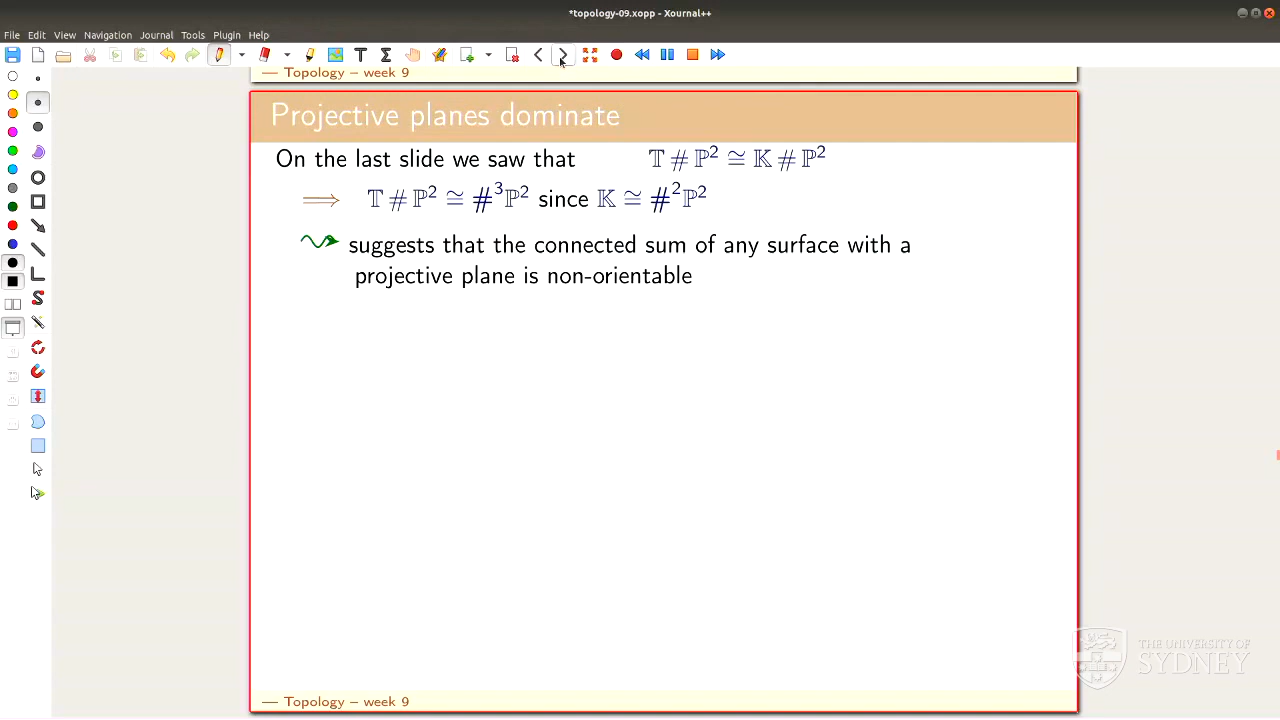 *topology-09.xopp - Xournal++
File Edit View Navigation Journal Tools Plugin Help
— Topology – week 9
Projective planes dominate
On the last slide we saw that 𝕋 # ℙ² ≅ 𝕂 # ℙ²
⟹ 𝕋 # ℙ² ≅ #³ℙ² since 𝕂 ≅ #²ℙ²
suggests that the connected sum of any surface with a
projective plane is non-orientable
— Topology – week 9
THE UNIVERSITY OF
SYDNEY